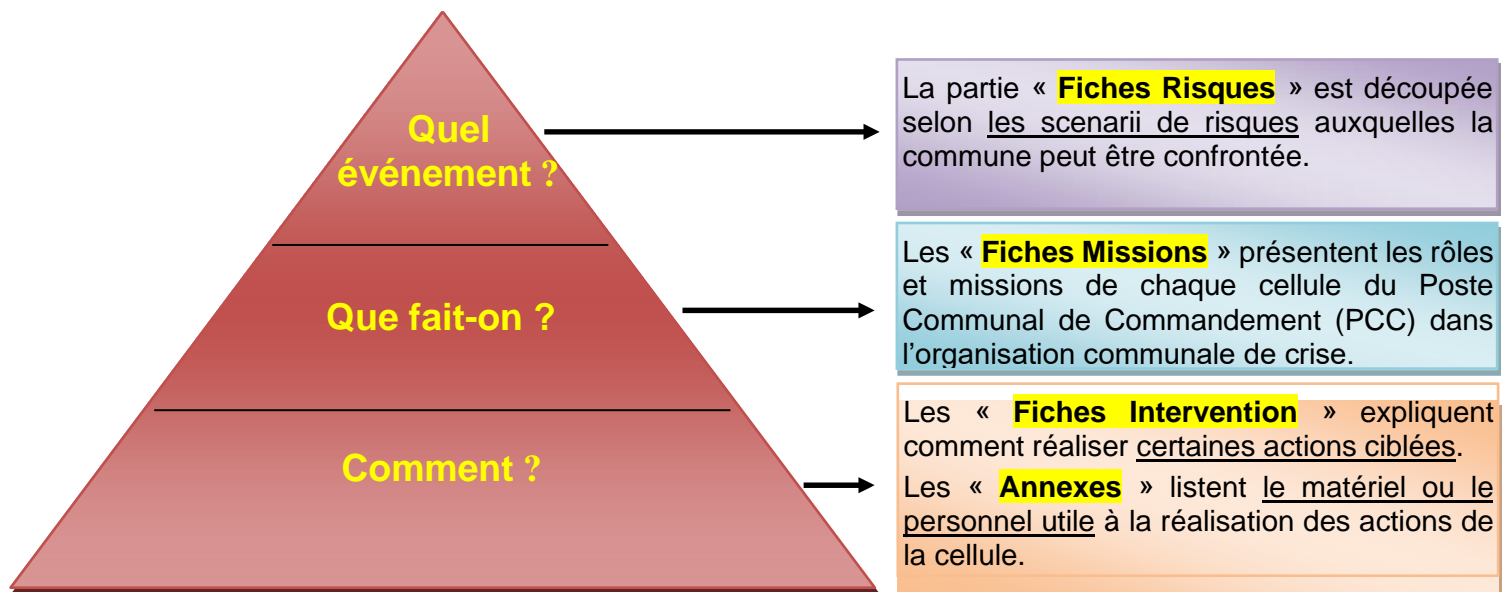 Quel
événement ?
La partie « Fiches Risques » est découpée
selon les scenarii de risques auxquelles la
commune peut être confrontée.
Que fait-on ?
Les « Fiches Missions » présentent les rôles
et missions de chaque cellule du Poste
Communal de Commandement (PCC) dans
l’organisation communale de crise.
Comment ?
Les « Fiches Intervention » expliquent
comment réaliser certaines actions ciblées.
Les « Annexes » listent le matériel ou le
personnel utile à la réalisation des actions de
la cellule.